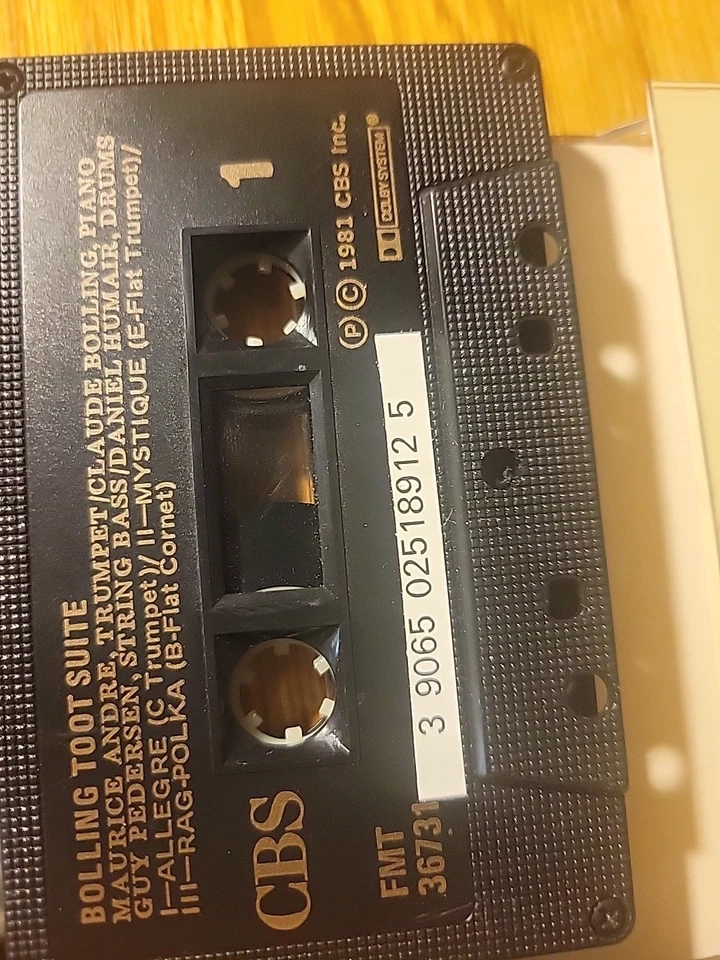 BOLLING TOOT SUITE
MAURICE ANDRE, TRUMPET/CLAUDE BOLLING, PIANO
GUY PEDERSEN, STRING BASS/DANIEL HUMAIR, DRUMS
I—ALLEGRE (C Trumpet)/ II—MYSTIQUE (E-Flat Trumpet)/
III—RAG-POLKA (B-Flat Cornet)
CBS
1
FMT
36731
Ⓟ © 1981 CBS Inc.
DOLBY SYSTEM ®
3 9065 02518912 5